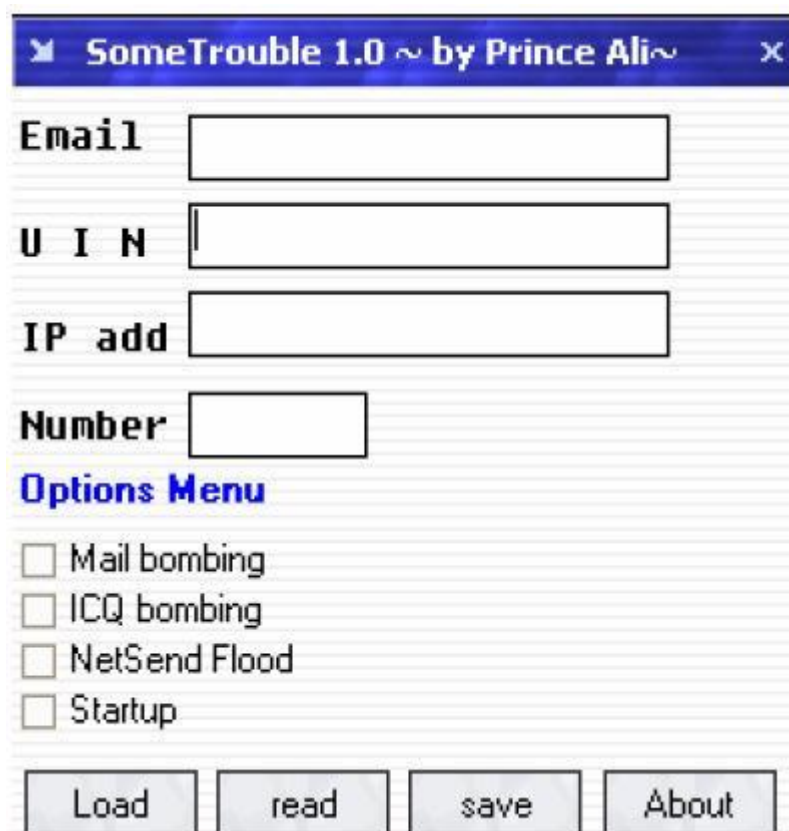 SomeTrouble 1.0 ~ by Prince Ali~
Email
U I N
IP add
Number
Options Menu
Mail bombing
ICQ bombing
NetSend Flood
Startup
Load read save About